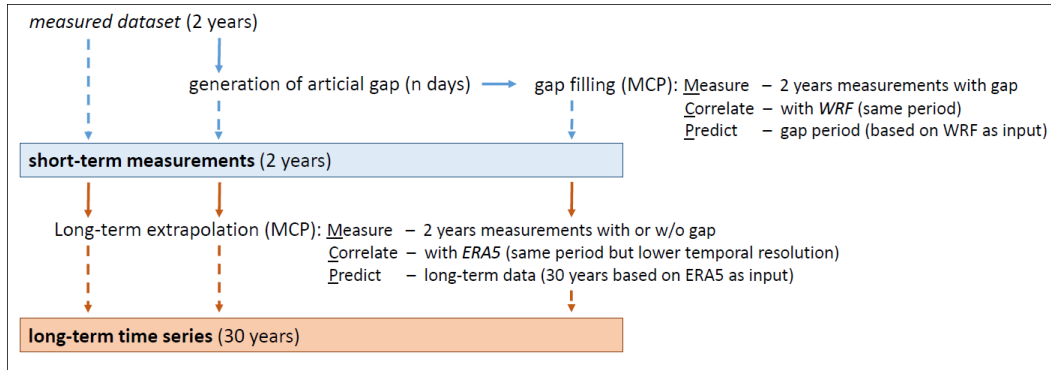 measured dataset (2 years)
generation of articial gap (n days)
gap filling (MCP): Measure – 2 years measurements with gap
Correlate – with WRF (same period)
Predict – gap period (based on WRF as input)
short-term measurements (2 years)
Long-term extrapolation (MCP): Measure – 2 years measurements with or w/o gap
Correlate – with ERA5 (same period but lower temporal resolution)
Predict – long-term data (30 years based on ERA5 as input)
long-term time series (30 years)